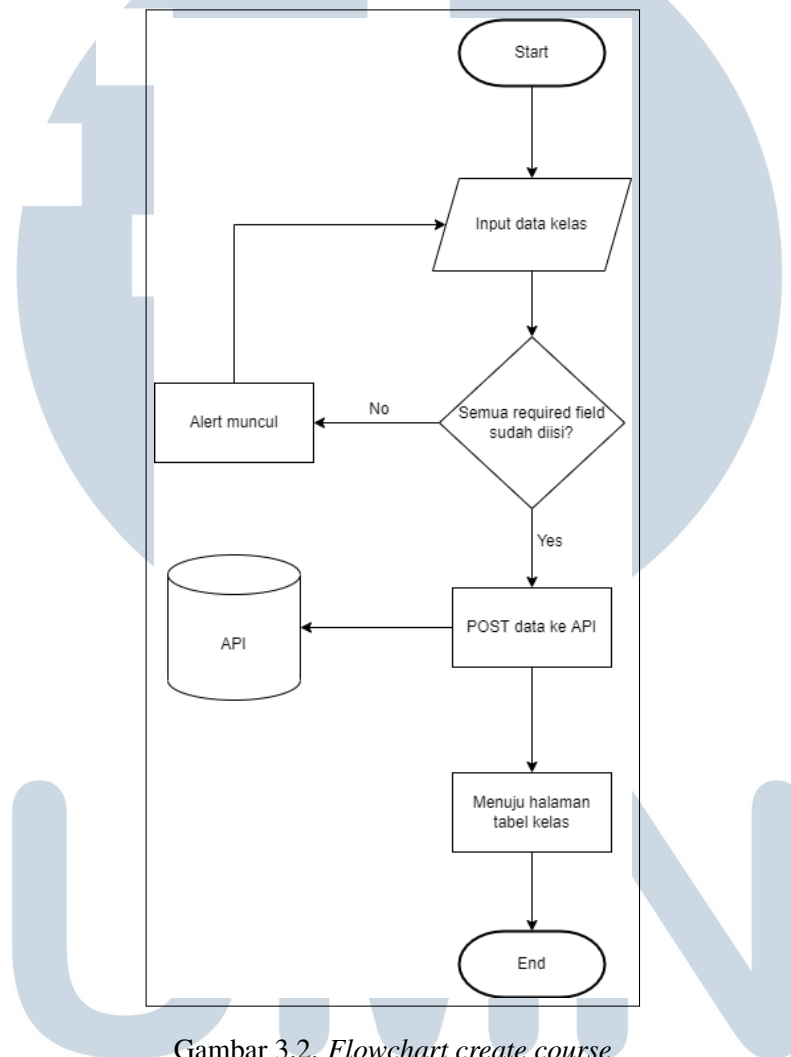 Start
Input data kelas
Semua required field
sudah diisi?
No
Alert muncul
Yes
POST data ke API
API
Menuju halaman
tabel kelas
End
UMN
Gambar 3.2. Flowchart create course